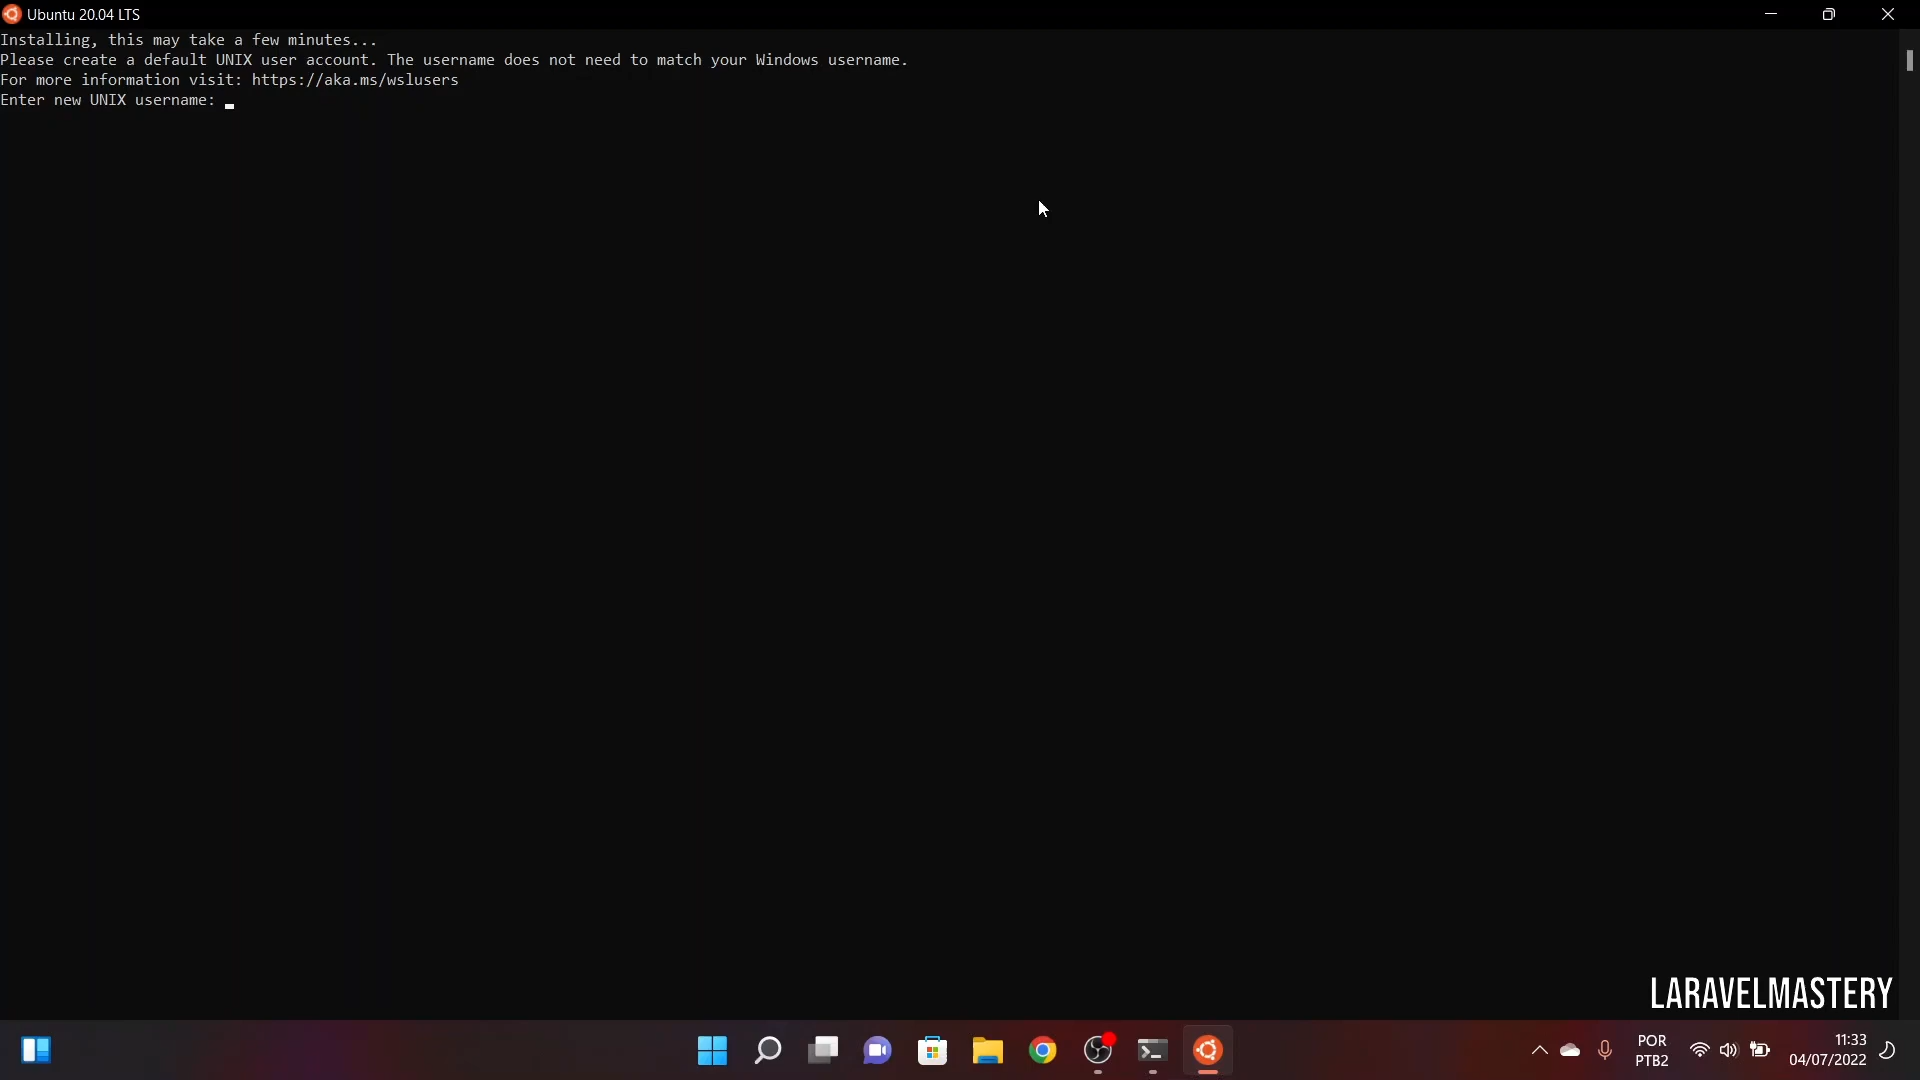 Ubuntu 20.04 LTS
Installing, this may take a few minutes...
Please create a default UNIX user account. The username does not need to match your Windows username.
For more information visit: https://aka.ms/wslusers
Enter new UNIX username:
LARAVELMASTERY
POR
PTB2
11:33
04/07/2022